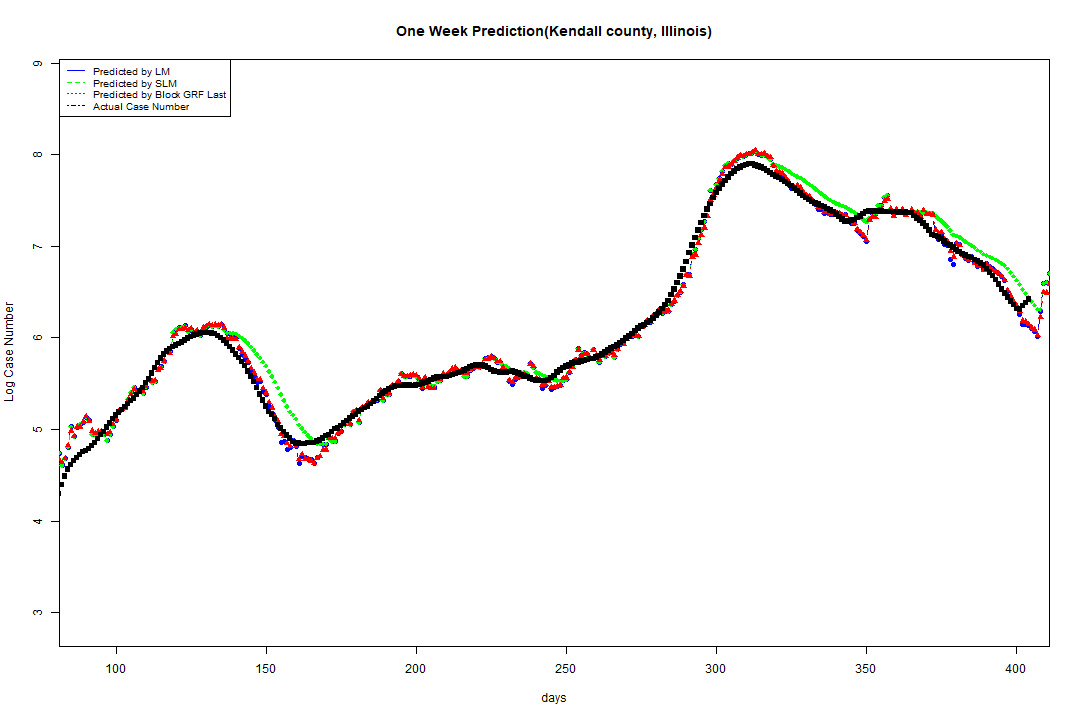 One Week Prediction(Kendall county, Illinois)
Predicted by LM
Predicted by SLM
Predicted by Block GRF Last
Actual Case Number
9
8
7
6
5
4
3
Log Case Number
100 150 200 250 300 350 400
days